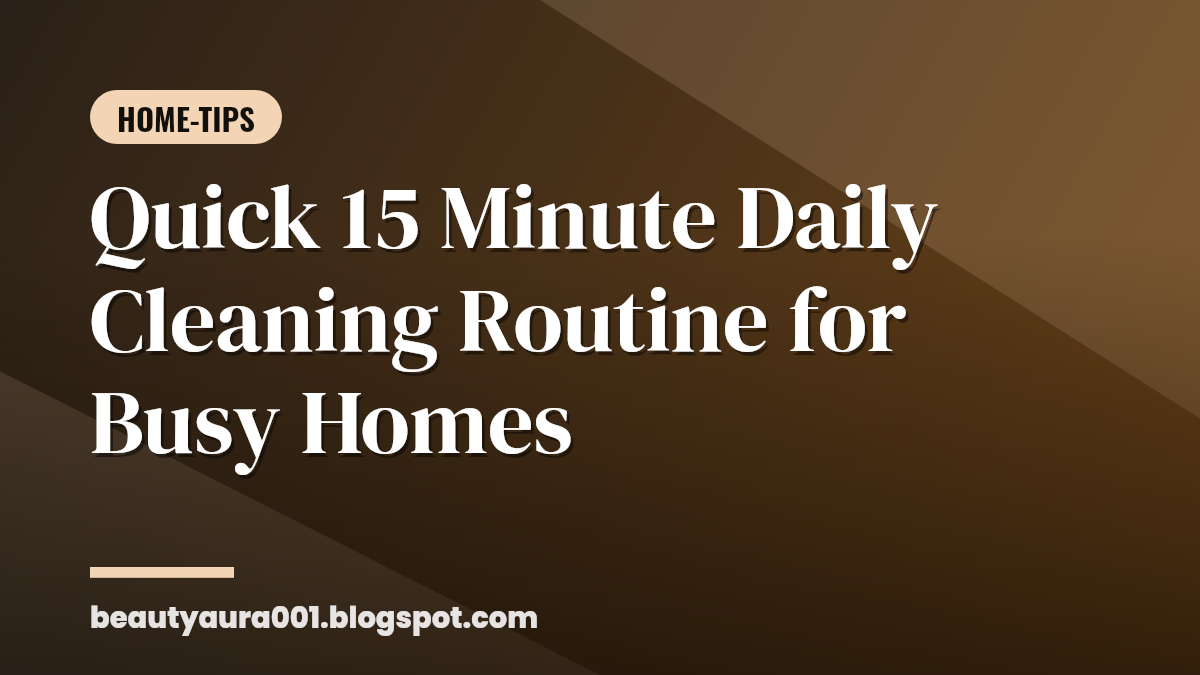 HOME-TIPS
Quick 15 Minute Daily
Cleaning Routine for
Busy Homes
beautyaura001.blogspot.com